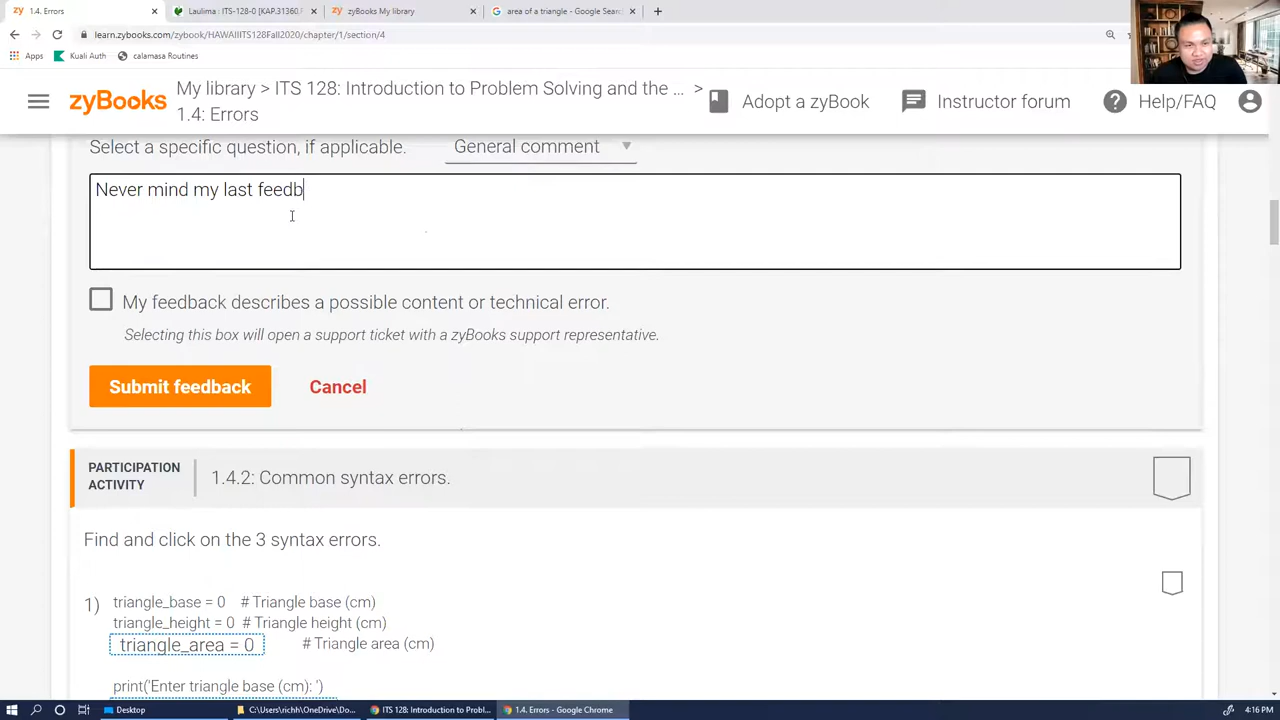 1.4. Errors
Laulima : ITS-128-0 [KAP.31360.F
zyBooks My library
area of a triangle - Google Sear
learn.zybooks.com/zybook/HAWAIIITS128Fall2020/chapter/1/section/4
Apps
Kuali Auth
calamasa Routines
zyBooks
My library > ITS 128: Introduction to Problem Solving and the ... >
1.4: Errors
Adopt a zyBook
Instructor forum
Help/FAQ
Select a specific question, if applicable.
General comment
Never mind my last feedb
My feedback describes a possible content or technical error.
Selecting this box will open a support ticket with a zyBooks support representative.
Submit feedback
Cancel
PARTICIPATION
ACTIVITY
1.4.2: Common syntax errors.
Find and click on the 3 syntax errors.
1)
triangle_base = 0 # Triangle base (cm)
triangle_height = 0 # Triangle height (cm)
triangle_area = 0 # Triangle area (cm)
print('Enter triangle base (cm): ')
Desktop
C:\Users\richh\OneDrive\Do...
ITS 128: Introduction to Probl...
1.4. Errors - Google Chrome
4:16 PM